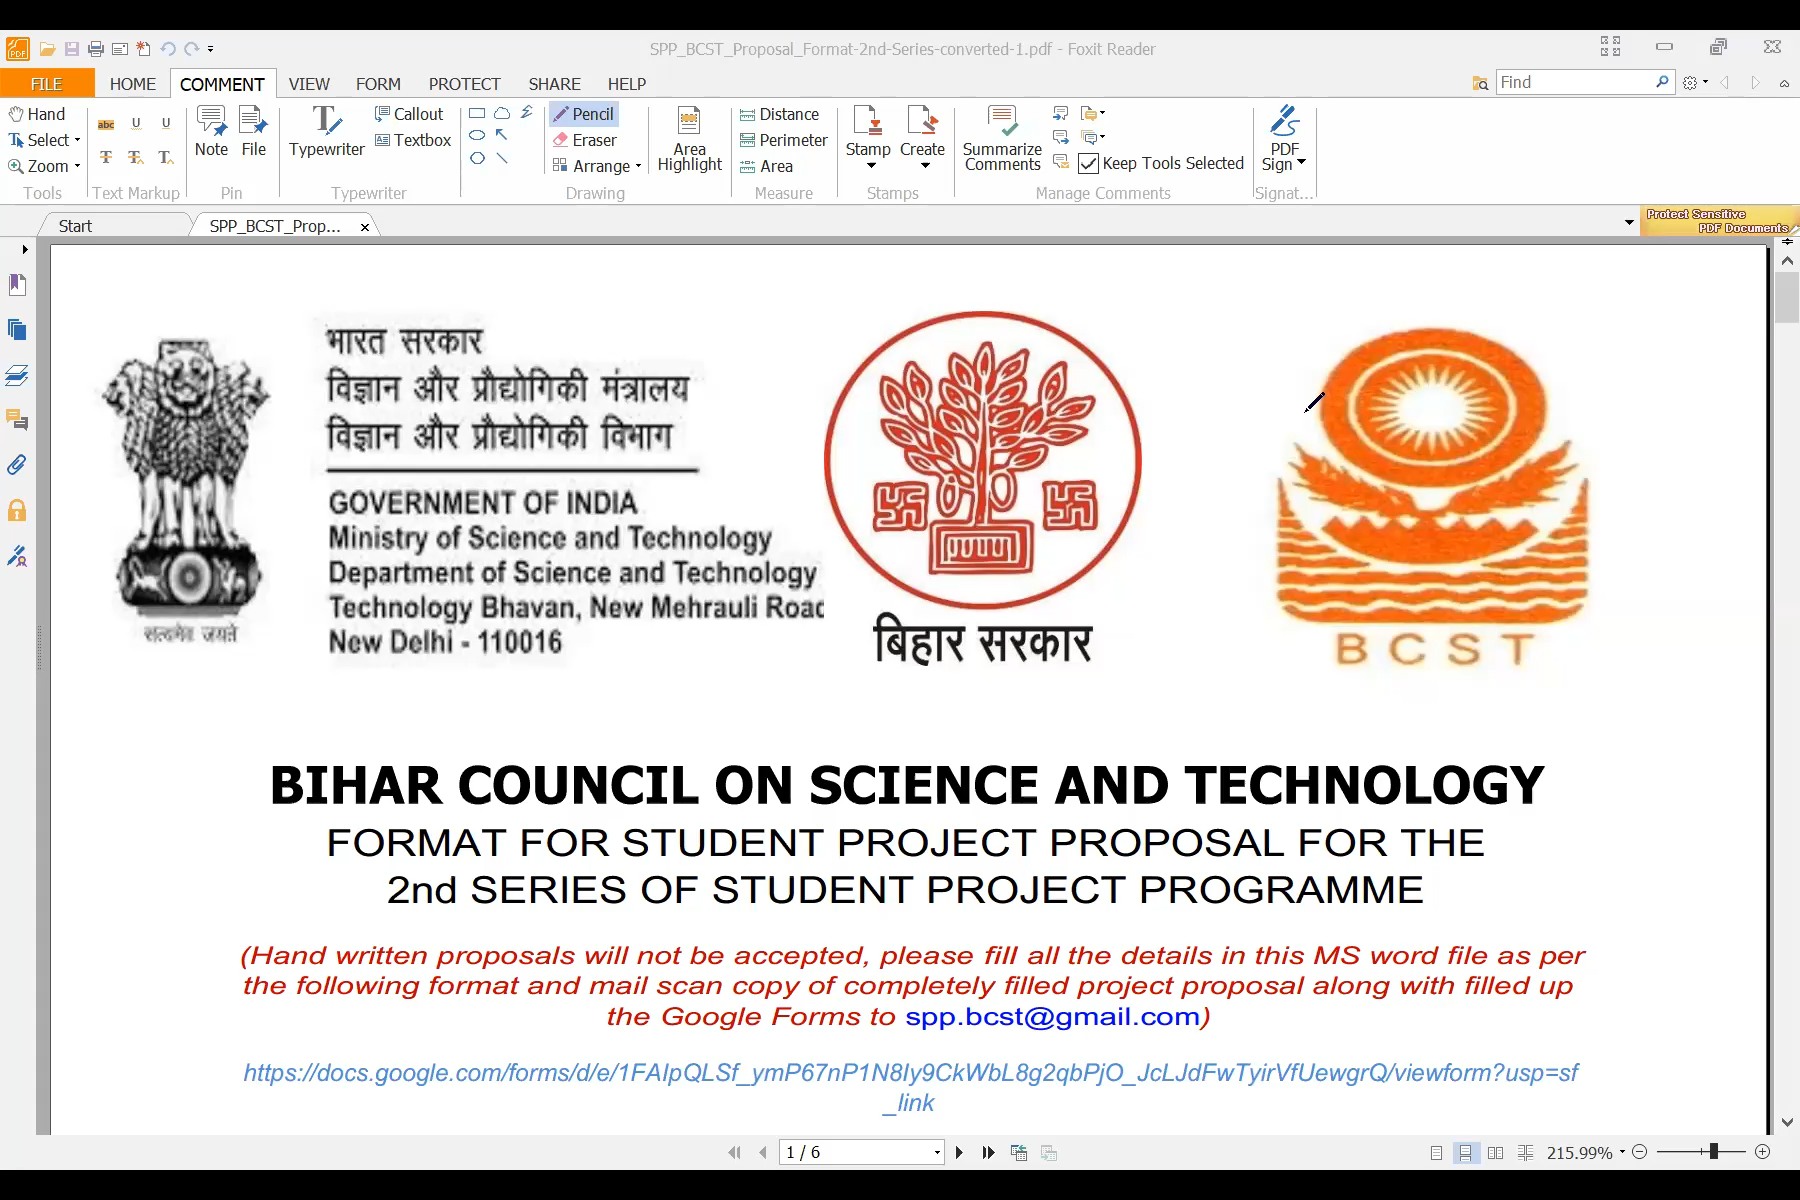 SPP_BCST_Proposal_Format-2nd-Series-converted-1.pdf - Foxit Reader
FILE HOME COMMENT VIEW FORM PROTECT SHARE HELP Find
Hand
Select
Zoom
Tools
Text Markup
Note File
Pin
Typewriter
Callout
Textbox
Typewriter
Pencil
Eraser
Arrange
Drawing
Area Highlight
Distance
Perimeter
Area
Measure
Stamp Create
Stamps
Summarize Comments
Keep Tools Selected
Manage Comments
PDF Sign
Signat...
Start SPP_BCST_Prop... x
Protect Sensitive
PDF Documents
भारत सरकार
विज्ञान और प्रौद्योगिकी मंत्रालय
विज्ञान और प्रौद्योगिकी विभाग
GOVERNMENT OF INDIA
Ministry of Science and Technology
Department of Science and Technology
Technology Bhavan, New Mehrauli Road
New Delhi - 110016
सत्यमेव जयते
बिहार सरकार
BCST
BIHAR COUNCIL ON SCIENCE AND TECHNOLOGY
FORMAT FOR STUDENT PROJECT PROPOSAL FOR THE
2nd SERIES OF STUDENT PROJECT PROGRAMME
(Hand written proposals will not be accepted, please fill all the details in this MS word file as per
the following format and mail scan copy of completely filled project proposal along with filled up
the Google Forms to spp.bcst@gmail.com)
https://docs.google.com/forms/d/e/1FAIpQLSf_ymP67nP1N8Iy9CkWbL8g2qbPjO_JcLJdFwTyirVfUewgrQ/viewform?usp=sf
_link
1 / 6
215.99%